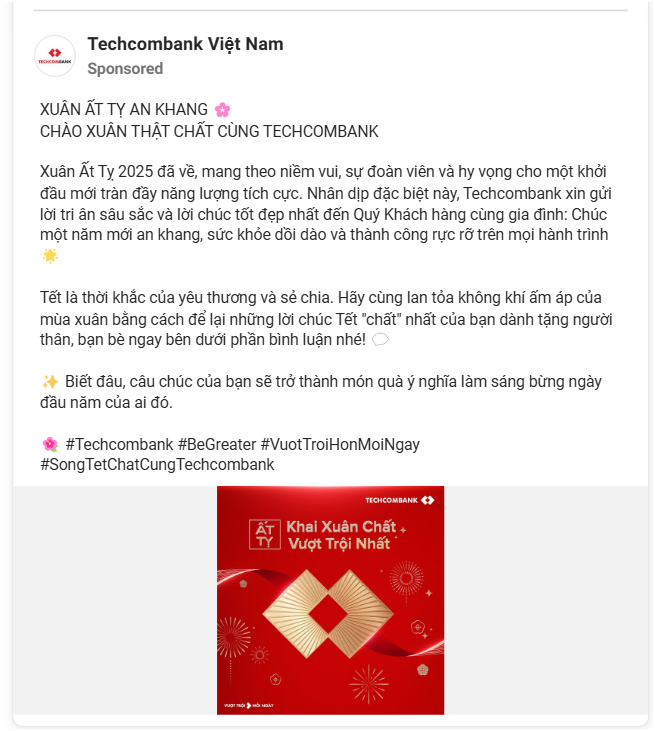 TECHCOMBANK
Techcombank Việt Nam
Sponsored
XUÂN ẤT TỴ AN KHANG 🌸
CHÀO XUÂN THẬT CHẤT CÙNG TECHCOMBANK
Xuân Ất Tỵ 2025 đã về, mang theo niềm vui, sự đoàn viên và hy vọng cho một khởi
đầu mới tràn đầy năng lượng tích cực. Nhân dịp đặc biệt này, Techcombank xin gửi
lời tri ân sâu sắc và lời chúc tốt đẹp nhất đến Quý Khách hàng cùng gia đình: Chúc
một năm mới an khang, sức khỏe dồi dào và thành công rực rỡ trên mọi hành trình
🌟
Tết là thời khắc của yêu thương và sẻ chia. Hãy cùng lan tỏa không khí ấm áp của
mùa xuân bằng cách để lại những lời chúc Tết "chất" nhất của bạn dành tặng người
thân, bạn bè ngay bên dưới phần bình luận nhé! 💬
✨ Biết đâu, câu chúc của bạn sẽ trở thành món quà ý nghĩa làm sáng bừng ngày
đầu năm của ai đó.
🌺 #Techcombank #BeGreater #VuotTroiHonMoiNgay
#SongTetChatCungTechcombank
TECHCOMBANK
ẤT
TỴ
Khai Xuân Chất
Vượt Trội Nhất
VƯỢT TRỘI MỖI NGÀY